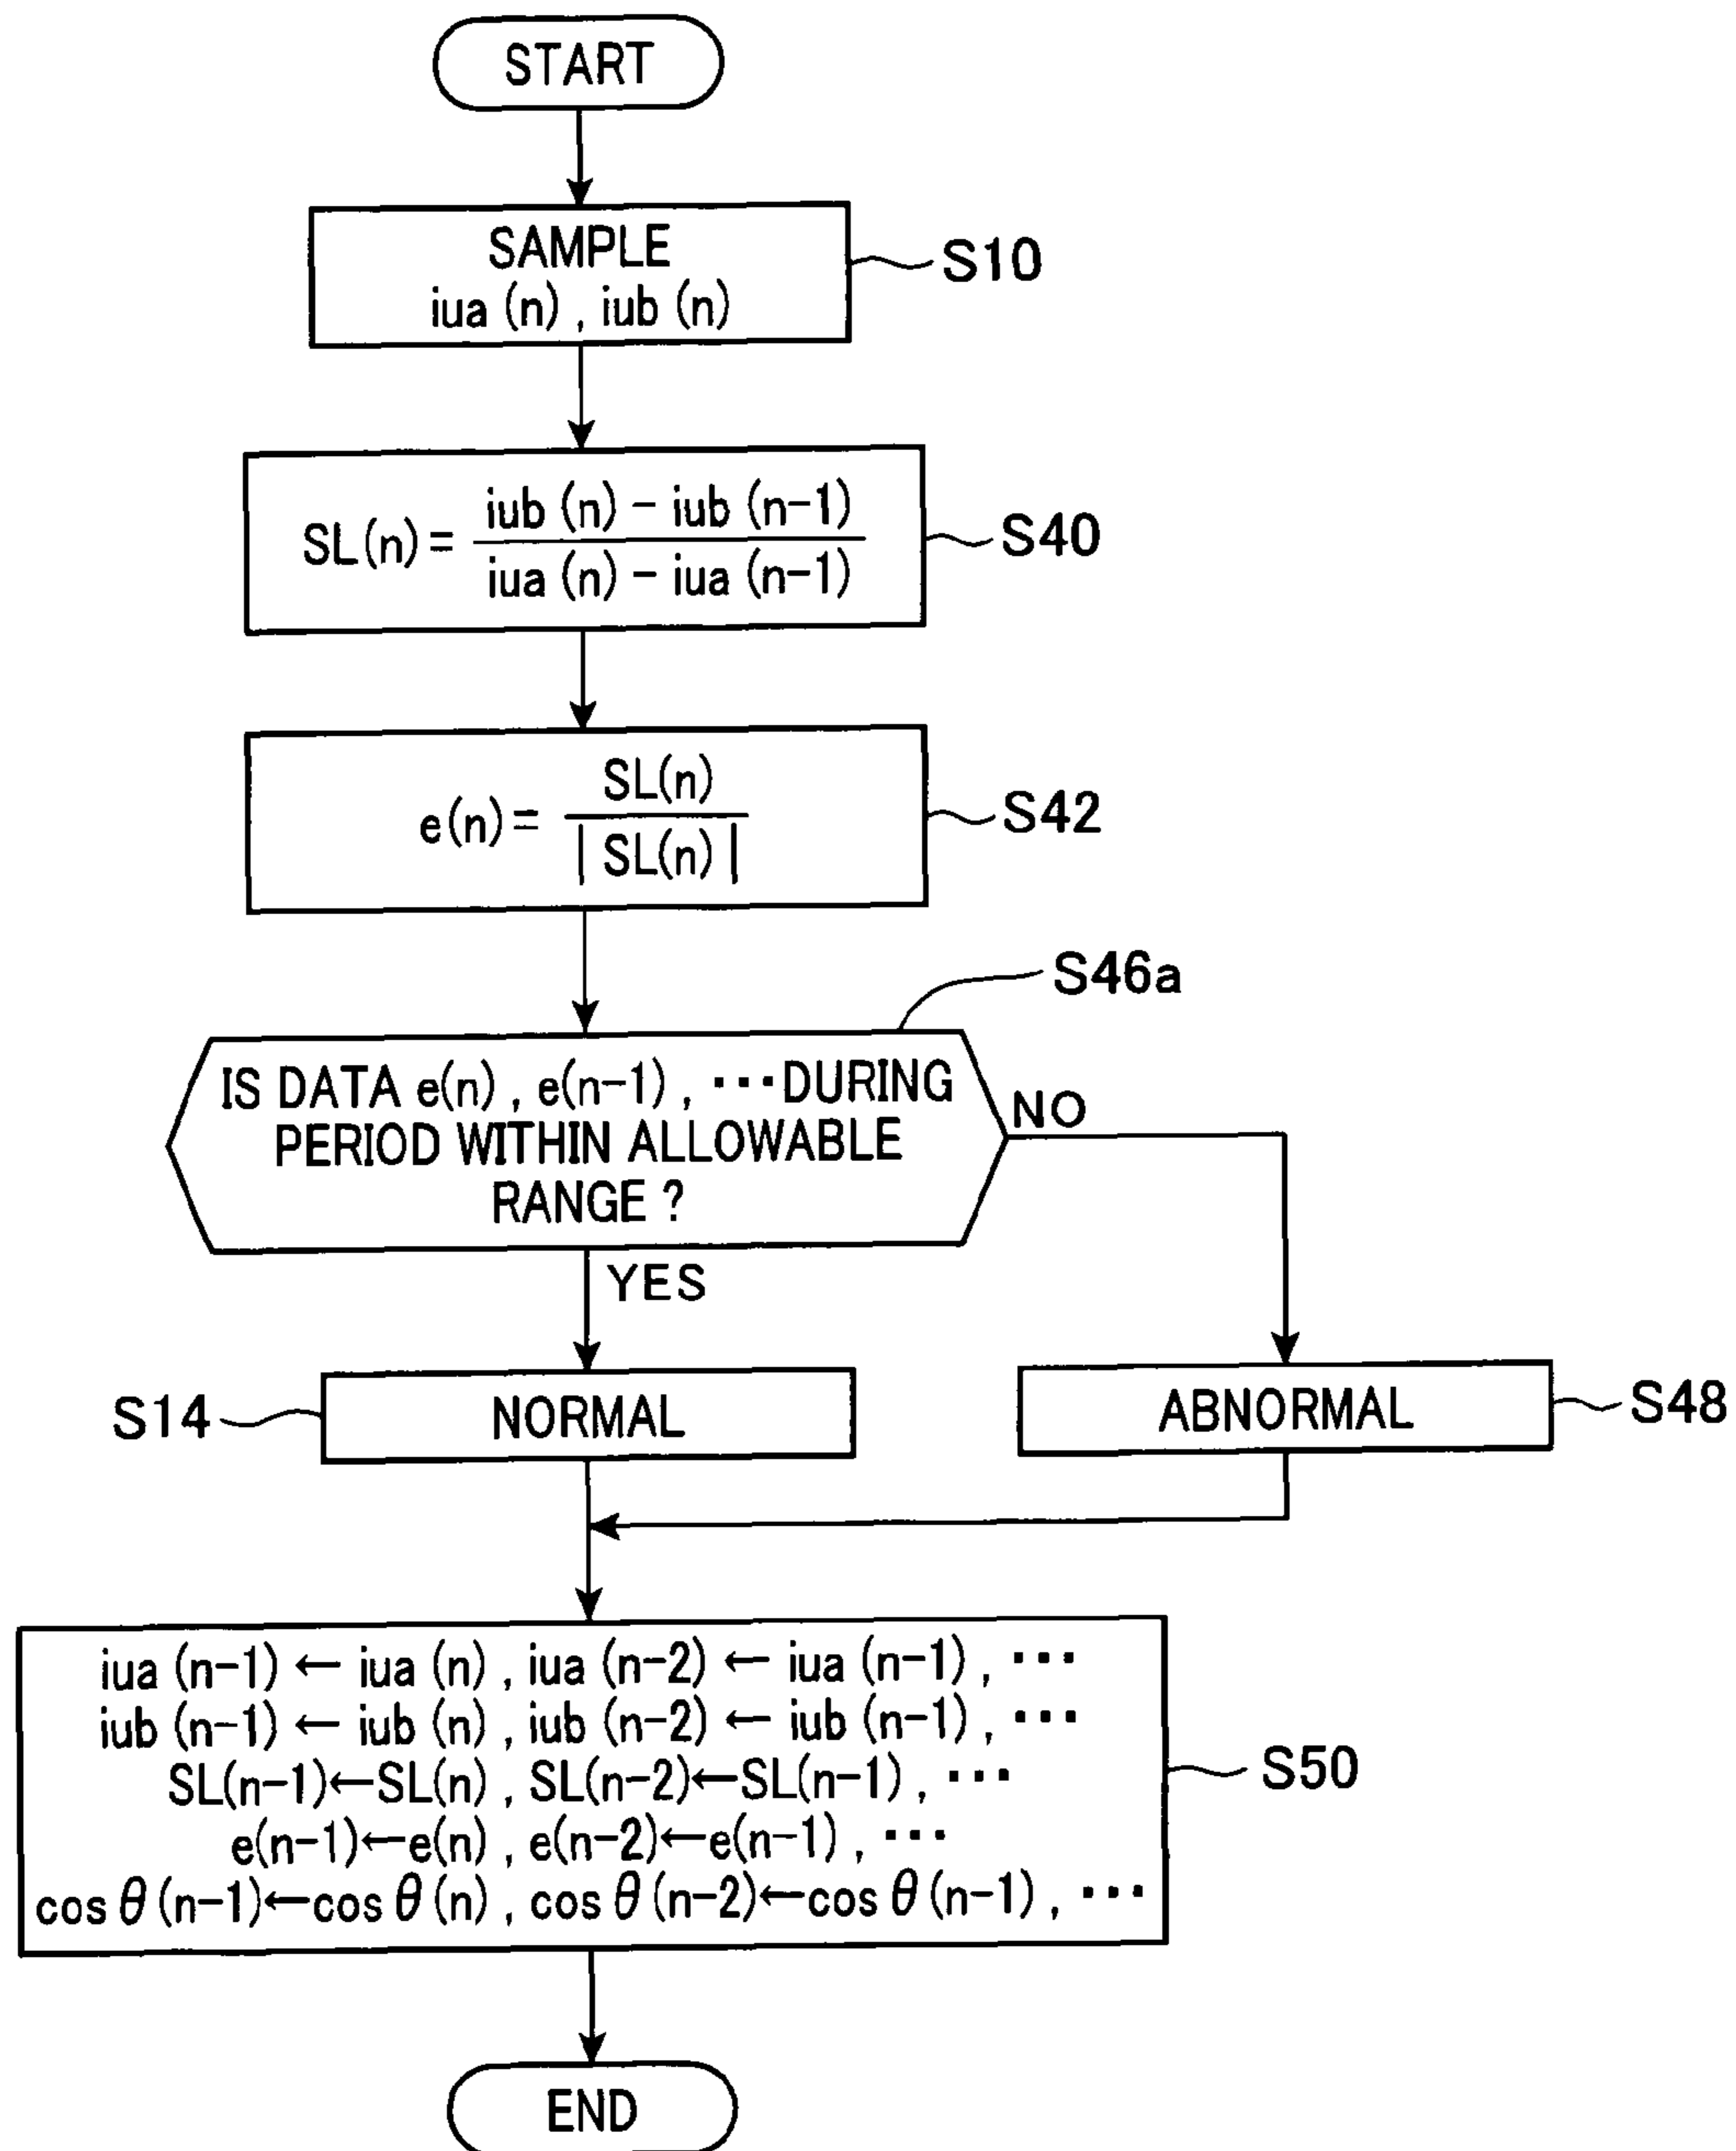 START
SAMPLE
iua (n) , iub (n)
S10
SL(n) = iub (n) − iub (n−1)
iua (n) − iua (n−1)
S40
e(n) = SL(n)
| SL(n) |
S42
S46a
IS DATA e(n) , e(n−1) , ･･･DURING
PERIOD WITHIN ALLOWABLE
RANGE ?
NO
YES
S14
NORMAL
ABNORMAL
S48
iua (n−1) ← iua (n) , iua (n−2) ← iua (n−1) , ･･･
iub (n−1) ← iub (n) , iub (n−2) ← iub (n−1) , ･･･
SL(n−1)←SL(n) , SL(n−2)←SL(n−1) , ･･･
e(n−1)←e(n) , e(n−2)←e(n−1) , ･･･
cos θ (n−1)←cos θ (n) , cos θ (n−2)←cos θ (n−1) , ･･･
S50
END